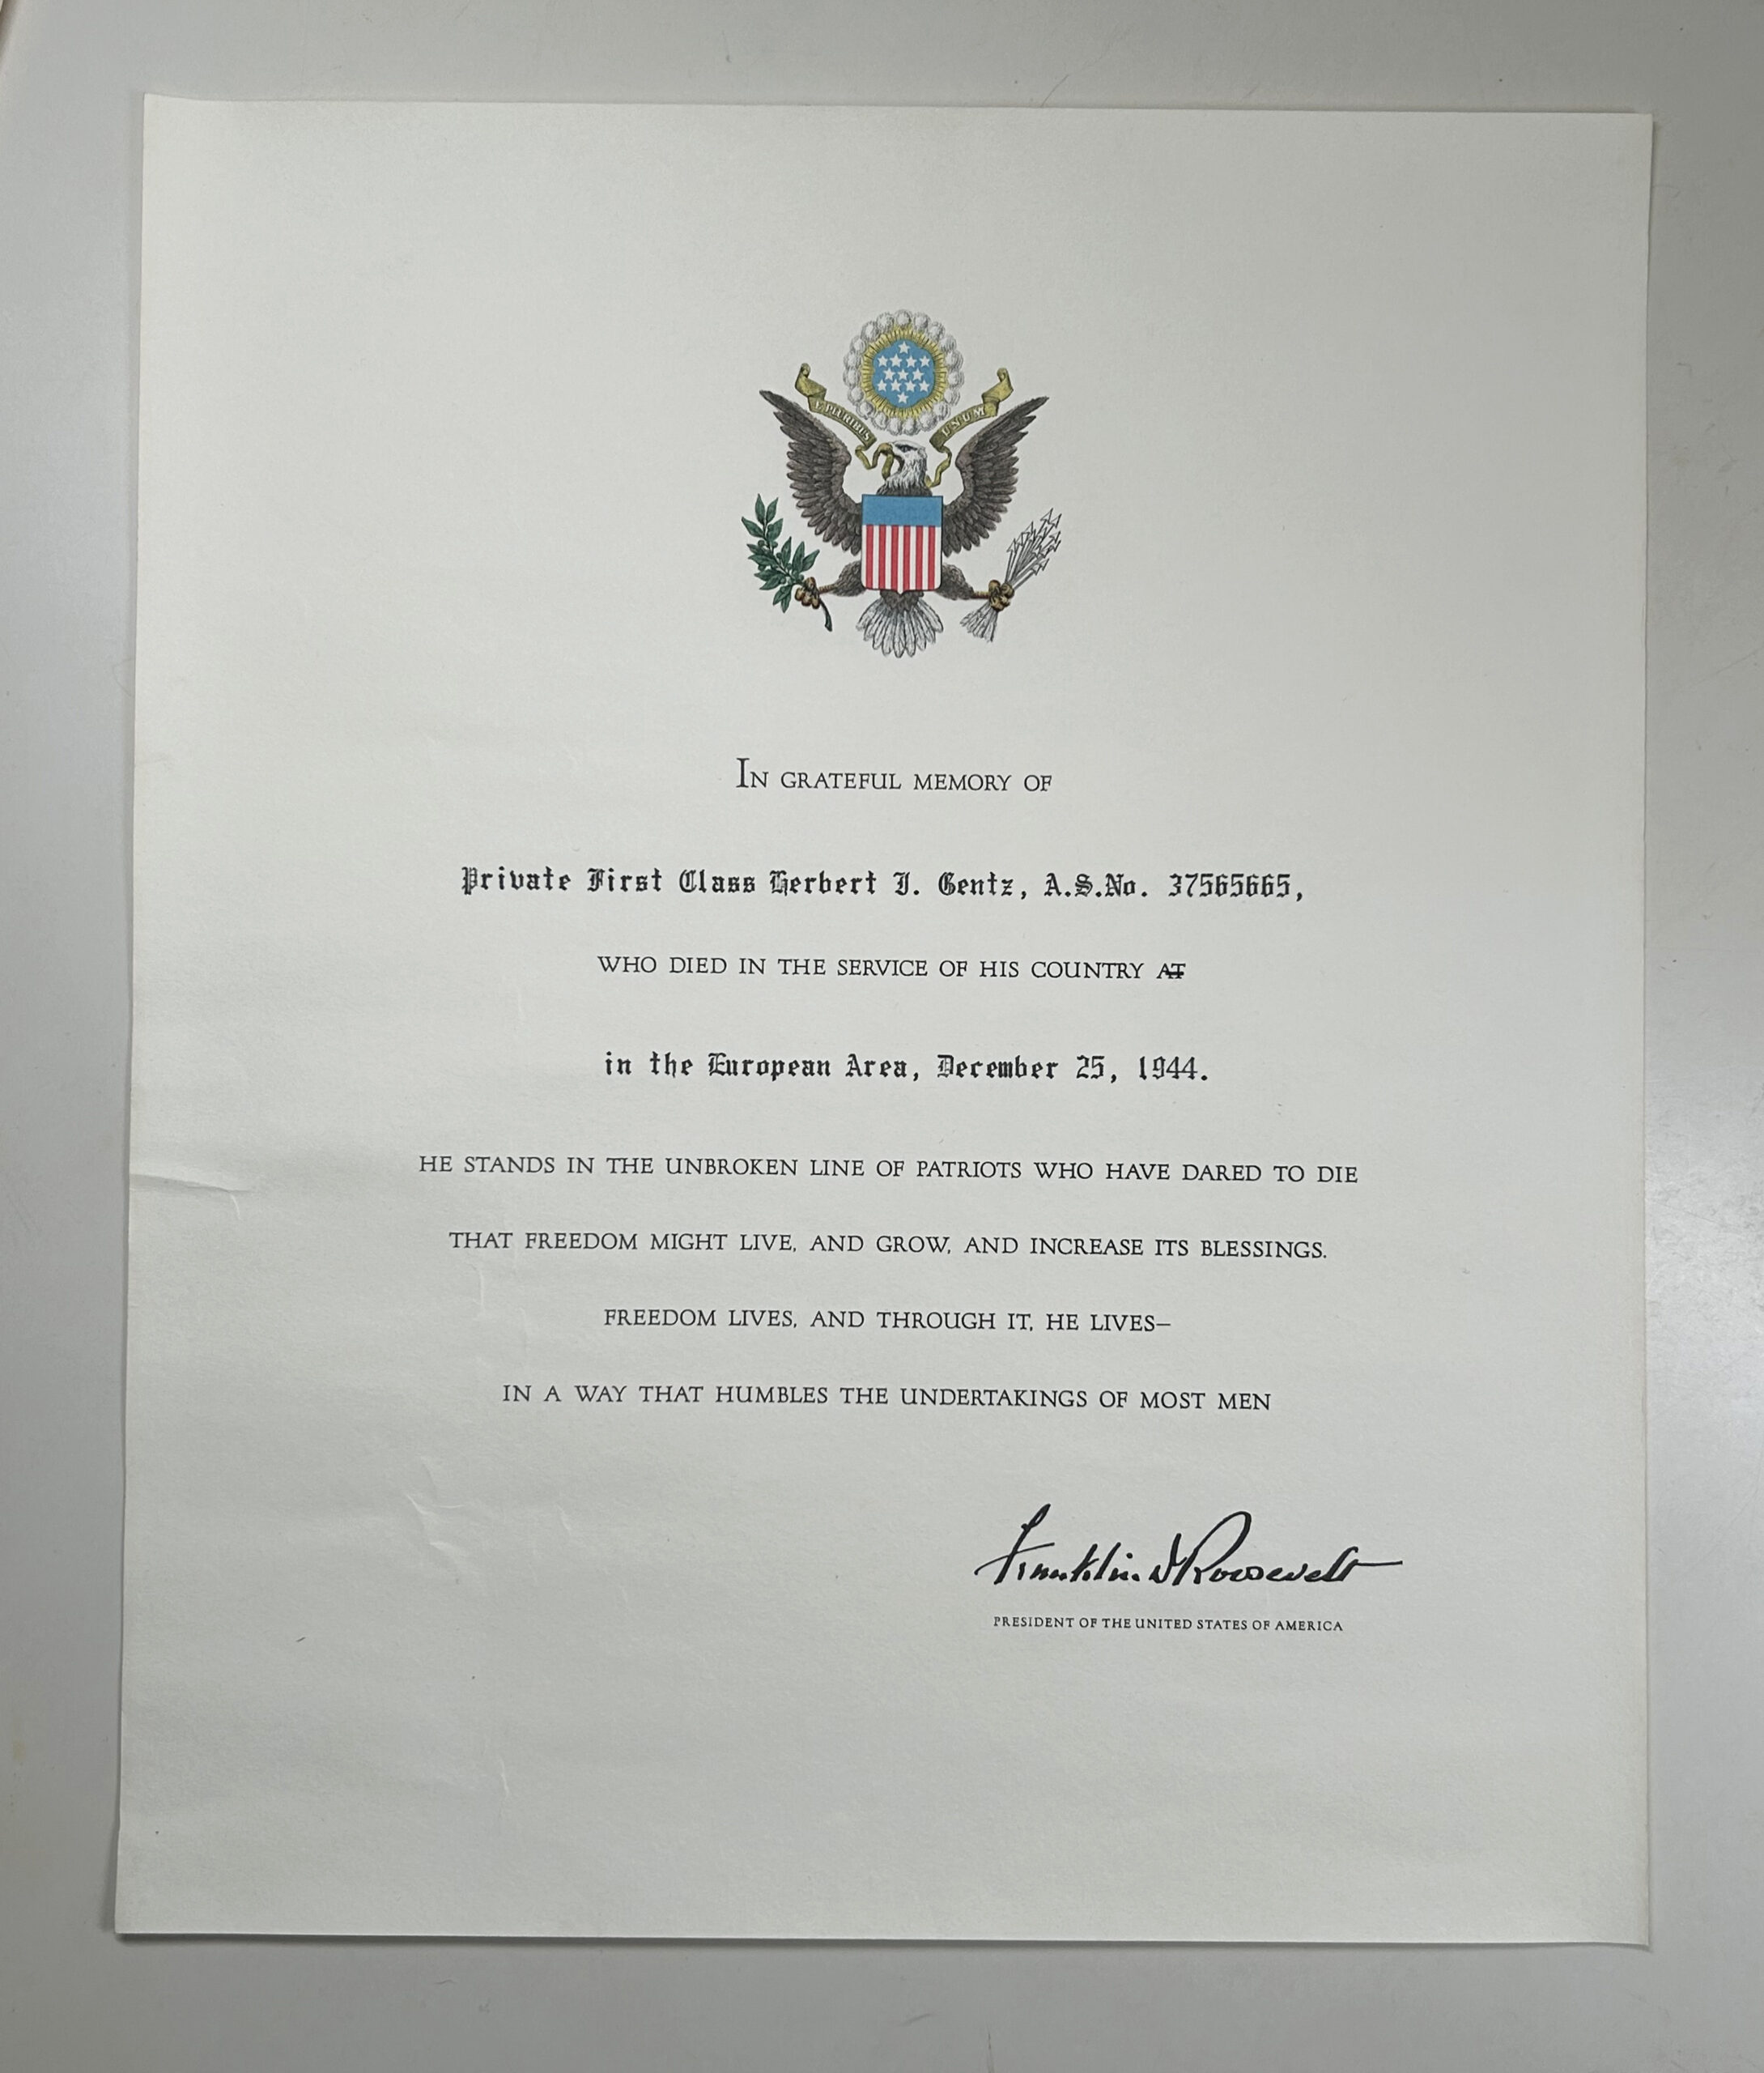 E PLURIBUS UNUM
In grateful memory of
Private First Class Herbert J. Gentz, A.S.No. 37565665,
WHO DIED IN THE SERVICE OF HIS COUNTRY AT
in the European Area, December 25, 1944.
HE STANDS IN THE UNBROKEN LINE OF PATRIOTS WHO HAVE DARED TO DIE
THAT FREEDOM MIGHT LIVE, AND GROW, AND INCREASE ITS BLESSINGS.
FREEDOM LIVES, AND THROUGH IT, HE LIVES—
IN A WAY THAT HUMBLES THE UNDERTAKINGS OF MOST MEN
Franklin D Roosevelt
PRESIDENT OF THE UNITED STATES OF AMERICA